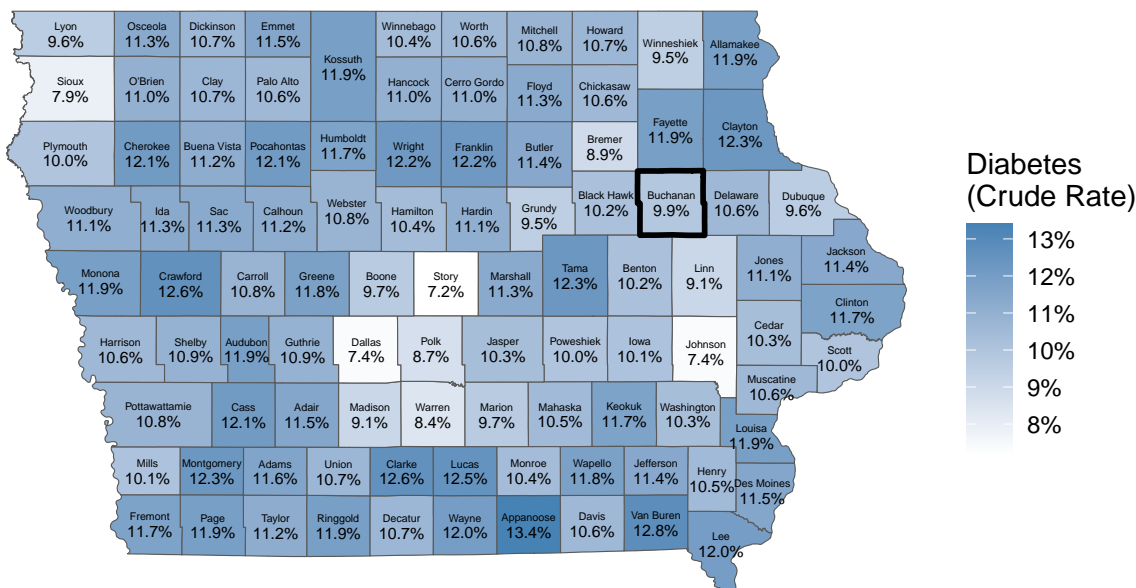 Lyon
9.6%
Osceola
11.3%
Dickinson
10.7%
Emmet
11.5%
Kossuth
11.9%
Winnebago
10.4%
Worth
10.6%
Mitchell
10.8%
Howard
10.7%
Winneshiek
9.5%
Allamakee
11.9%
Sioux
7.9%
O'Brien
11.0%
Clay
10.7%
Palo Alto
10.6%
Hancock
11.0%
Cerro Gordo
11.0%
Floyd
11.3%
Chickasaw
10.6%
Plymouth
10.0%
Cherokee
12.1%
Buena Vista
11.2%
Pocahontas
12.1%
Humboldt
11.7%
Wright
12.2%
Franklin
12.2%
Butler
11.4%
Bremer
8.9%
Fayette
11.9%
Clayton
12.3%
Woodbury
11.1%
Ida
11.3%
Sac
11.3%
Calhoun
11.2%
Webster
10.8%
Hamilton
10.4%
Hardin
11.1%
Grundy
9.5%
Black Hawk
10.2%
Buchanan
9.9%
Delaware
10.6%
Dubuque
9.6%
Monona
11.9%
Crawford
12.6%
Carroll
10.8%
Greene
11.8%
Boone
9.7%
Story
7.2%
Marshall
11.3%
Tama
12.3%
Benton
10.2%
Linn
9.1%
Jones
11.1%
Jackson
11.4%
Clinton
11.7%
Harrison
10.6%
Shelby
10.9%
Audubon
11.9%
Guthrie
10.9%
Dallas
7.4%
Polk
8.7%
Jasper
10.3%
Poweshiek
10.0%
Iowa
10.1%
Johnson
7.4%
Cedar
10.3%
Scott
10.0%
Muscatine
10.6%
Pottawattamie
10.8%
Cass
12.1%
Adair
11.5%
Madison
9.1%
Warren
8.4%
Marion
9.7%
Mahaska
10.5%
Keokuk
11.7%
Washington
10.3%
Louisa
11.9%
Mills
10.1%
Montgomery
12.3%
Adams
11.6%
Union
10.7%
Clarke
12.6%
Lucas
12.5%
Monroe
10.4%
Wapello
11.8%
Jefferson
11.4%
Henry
10.5%
Des Moines
11.5%
Fremont
11.7%
Page
11.9%
Taylor
11.2%
Ringgold
11.9%
Decatur
10.7%
Wayne
12.0%
Appanoose
13.4%
Davis
10.6%
Van Buren
12.8%
Lee
12.0%
Diabetes
(Crude Rate)
13%
12%
11%
10%
9%
8%